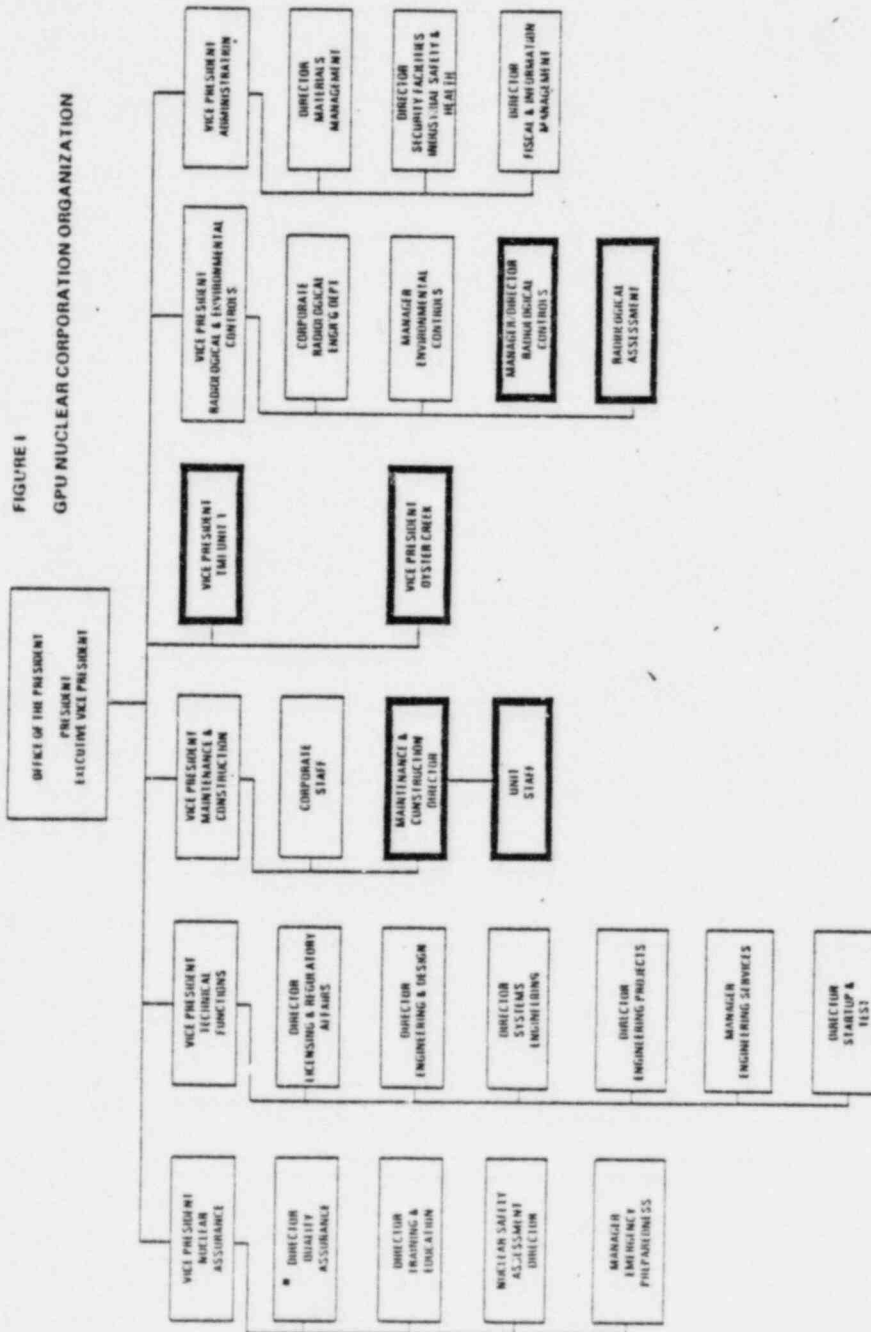 FIGURE I
GPU NUCLEAR CORPORATION ORGANIZATION
OFFICE OF THE PRESIDENT
PRESIDENT
EXECUTIVE VICE PRESIDENT
VICE PRESIDENT
NUCLEAR
ASSURANCE
DIRECTOR
QUALITY
ASSURANCE
DIRECTOR
TRAINING &
EDUCATION
NUCLEAR SAFETY
ASSESSMENT
DIRECTOR
MANAGER
EMERGENCY
PREPAREDNESS
VICE PRESIDENT
TECHNICAL
FUNCTIONS
DIRECTOR
LICENSING & REGULATORY
AFFAIRS
DIRECTOR
ENGINEERING & DESIGN
DIRECTOR
SYSTEMS
ENGINEERING
DIRECTOR
ENGINEERING PROJECTS
MANAGER
ENGINEERING SERVICES
DIRECTOR
STARTUP &
TEST
VICE PRESIDENT
MAINTENANCE &
CONSTRUCTION
CORPORATE
STAFF
MAINTENANCE &
CONSTRUCTION
DIRECTOR
UNIT
STAFF
VICE PRESIDENT
TMI UNIT 1
VICE PRESIDENT
OYSTER CREEK
VICE PRESIDENT
RADIOLOGICAL & ENVIRONMENTAL
CONTROLS
CORPORATE
RADIOLOGICAL
ENGR'G DEPT
MANAGER
ENVIRONMENTAL
CONTROLS
MANAGER/DIRECTOR
RADIOLOGICAL
CONTROLS
RADIOLOGICAL
ASSESSMENT
VICE PRESIDENT
ADMINISTRATION
DIRECTOR
MATERIALS
MANAGEMENT
DIRECTOR
SECURITY FACILITIES
INDUSTRIAL SAFETY &
HEALTH
DIRECTOR
FISCAL & INFORMATION
MANAGEMENT